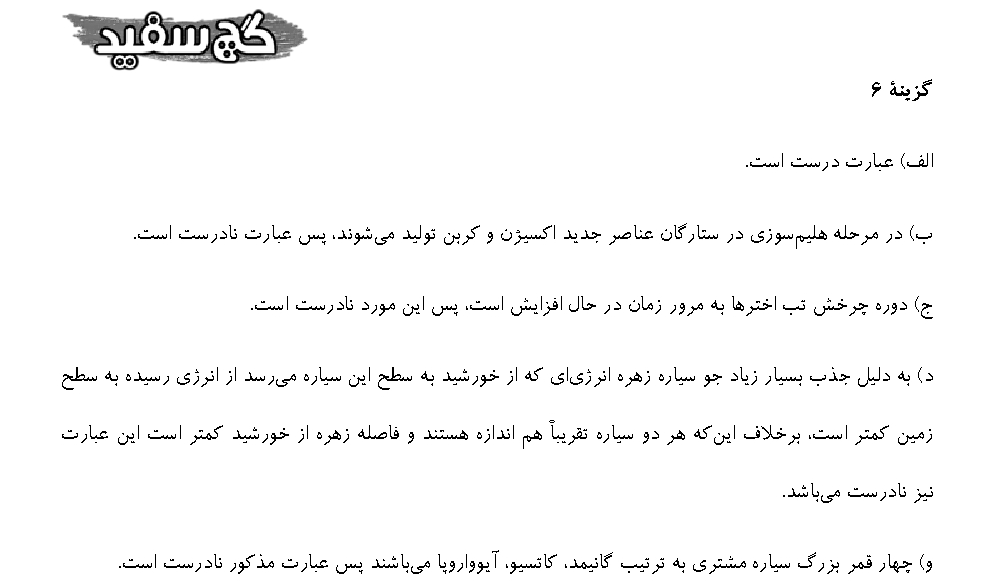 گچ سفید
گزینهٔ ۶
الف) عبارت درست است.
ب) در مرحله هلیم‌سوزی در ستارگان عناصر جدید اکسیژن و کربن تولید می‌شوند، پس عبارت نادرست است.
ج) دوره چرخش تب اخترها به مرور زمان در حال افزایش است، پس این مورد نادرست است.
د) به دلیل جذب بسیار زیاد جو سیاره زهره انرژی‌ای که از خورشید به سطح این سیاره می‌رسد از انرژی رسیده به سطح
زمین کمتر است، برخلاف این‌که هر دو سیاره تقریباً هم اندازه هستند و فاصله زهره از خورشید کمتر است این عبارت
نیز نادرست می‌باشد.
و) چهار قمر بزرگ سیاره مشتری به ترتیب گانیمد، کاتسیو، آیوواروپا می‌باشند پس عبارت مذکور نادرست است.